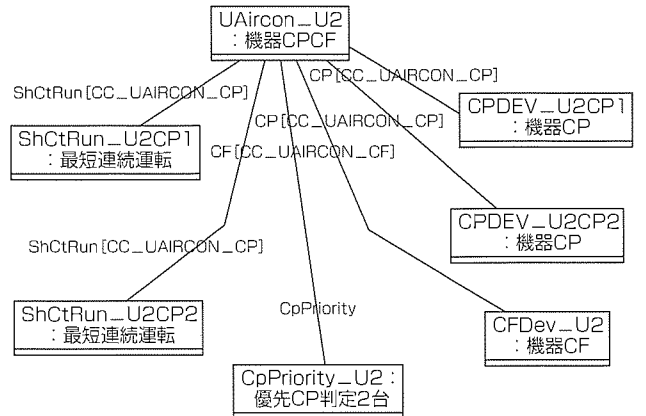 UAircon_U2
：機器CPCF
CP[CC_UAIRCON_CP]
ShCtRun[CC_UAIRCON_CP]
CPDEV_U2CP1
：機器CP
CP[CC_UAIRCON_CP]
ShCtRun_U2CP1
：最短連続運転
CF[CC_UAIRCON_CF]
CPDEV_U2CP2
：機器CP
ShCtRun[CC_UAIRCON_CP]
ShCtRun_U2CP2
：最短連続運転
CpPriority
CFDev_U2
：機器CF
CpPriority_U2：
優先CP判定2台